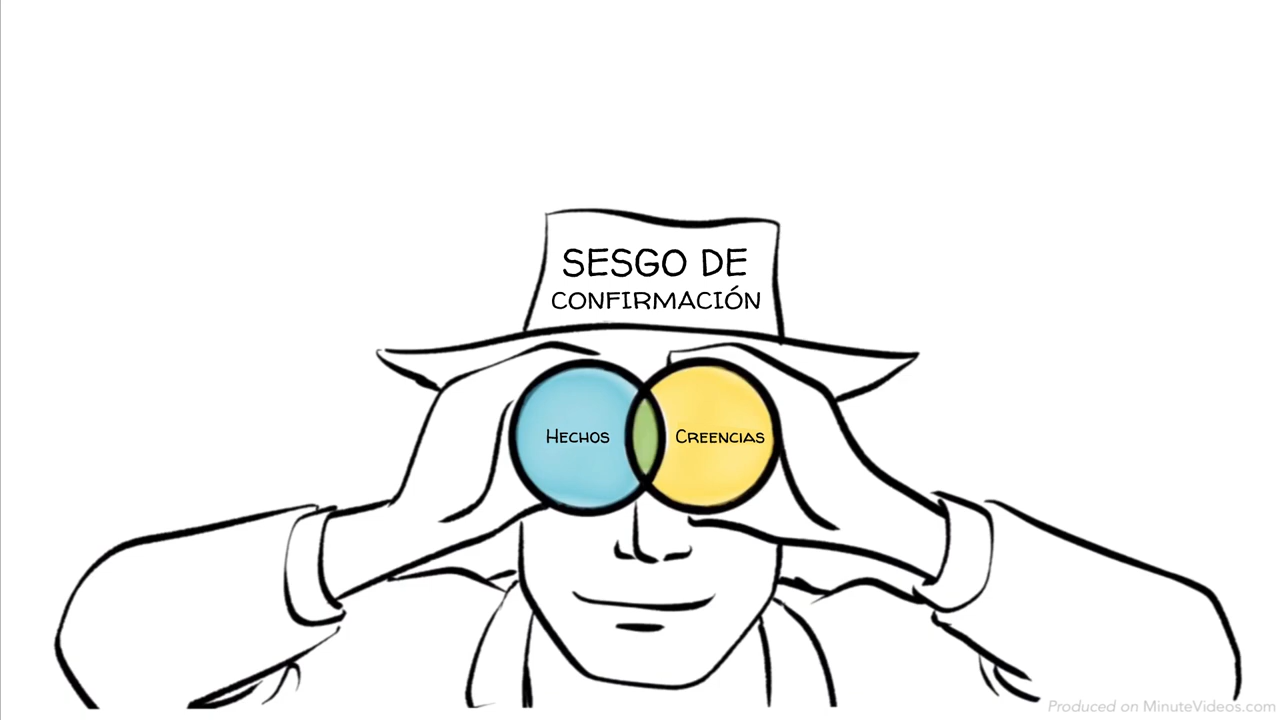 SESGO DE
CONFIRMACIÓN
HECHOS
CREENCIAS
Produced on MinuteVideos.com